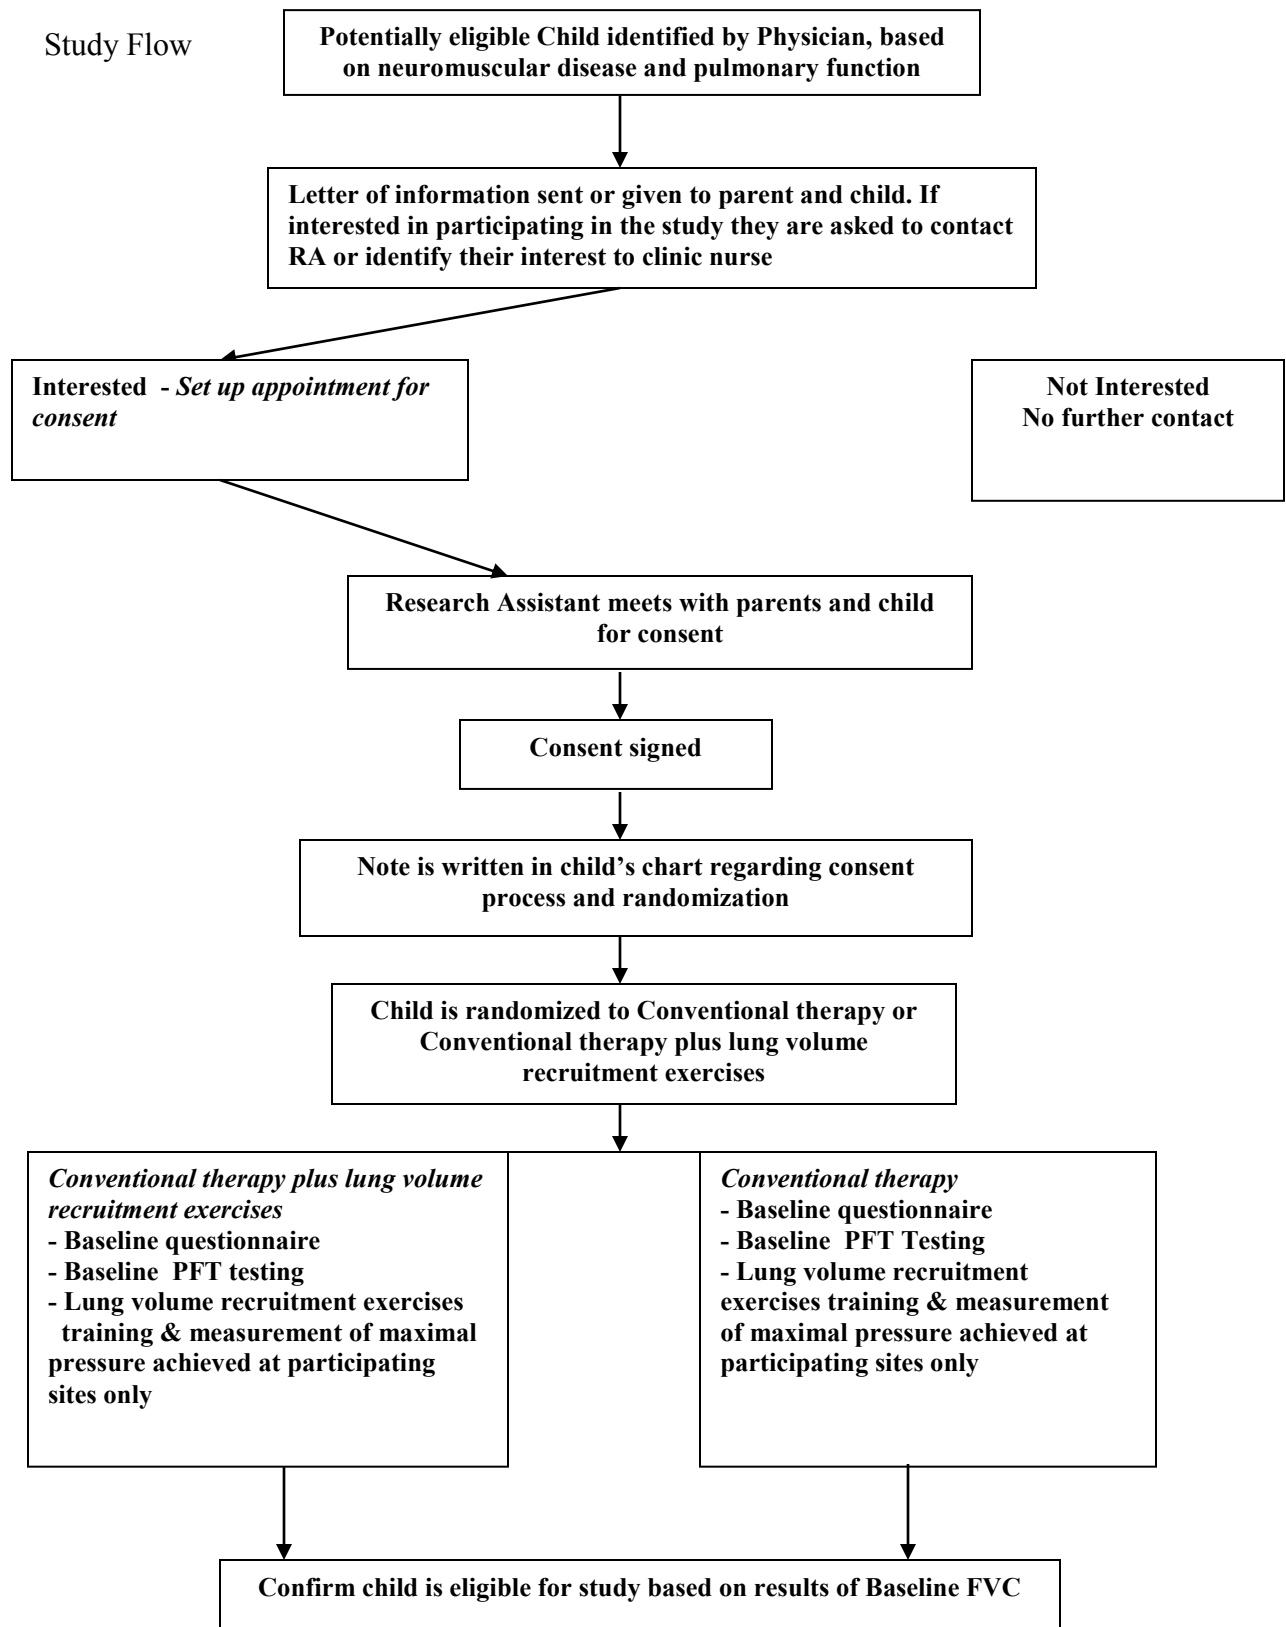 Study Flow
Potentially eligible Child identified by Physician, based
on neuromuscular disease and pulmonary function
Letter of information sent or given to parent and child. If
interested in participating in the study they are asked to contact
RA or identify their interest to clinic nurse
Interested - Set up appointment for
consent
Not Interested
No further contact
Research Assistant meets with parents and child
for consent
Consent signed
Note is written in child’s chart regarding consent
process and randomization
Child is randomized to Conventional therapy or
Conventional therapy plus lung volume
recruitment exercises
Conventional therapy plus lung volume
recruitment exercises
- Baseline questionnaire
- Baseline PFT testing
- Lung volume recruitment exercises
training & measurement of maximal
pressure achieved at participating
sites only
Conventional therapy
- Baseline questionnaire
- Baseline PFT Testing
- Lung volume recruitment
exercises training & measurement
of maximal pressure achieved at
participating sites only
Confirm child is eligible for study based on results of Baseline FVC